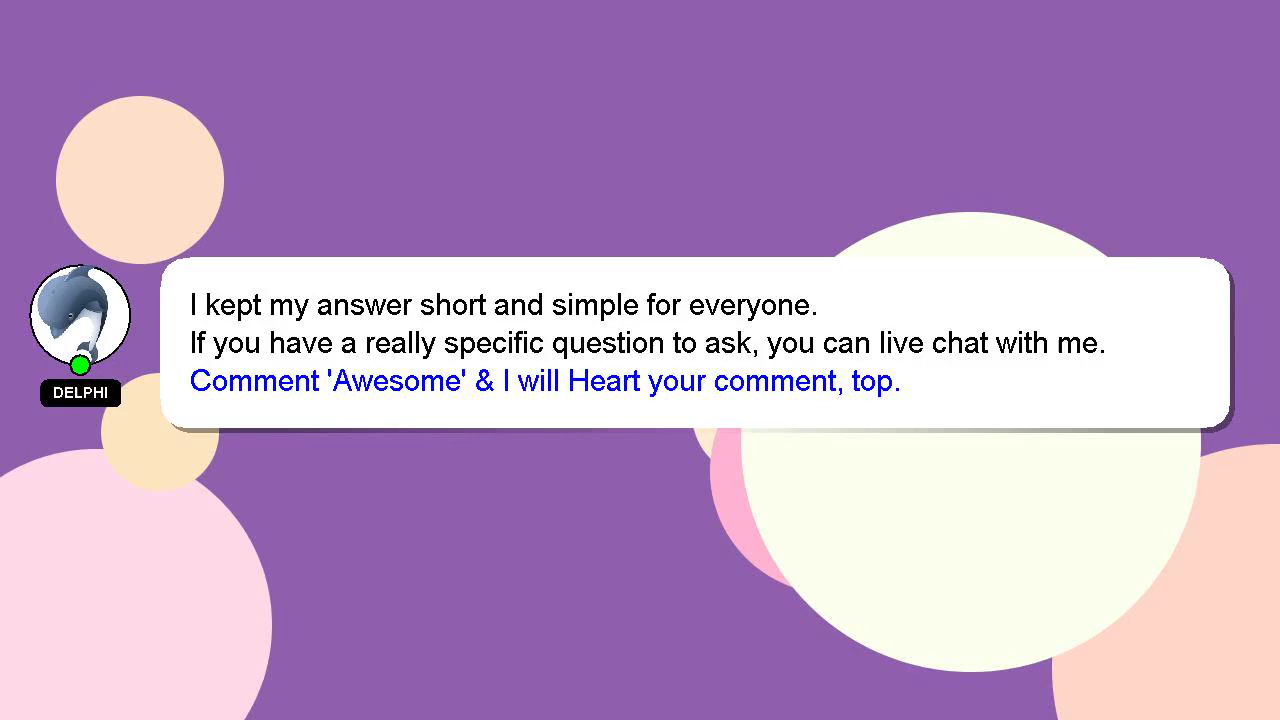 I kept my answer short and simple for everyone.
If you have a really specific question to ask, you can live chat with me.
Comment 'Awesome' & I will Heart your comment, top.
DELPHI